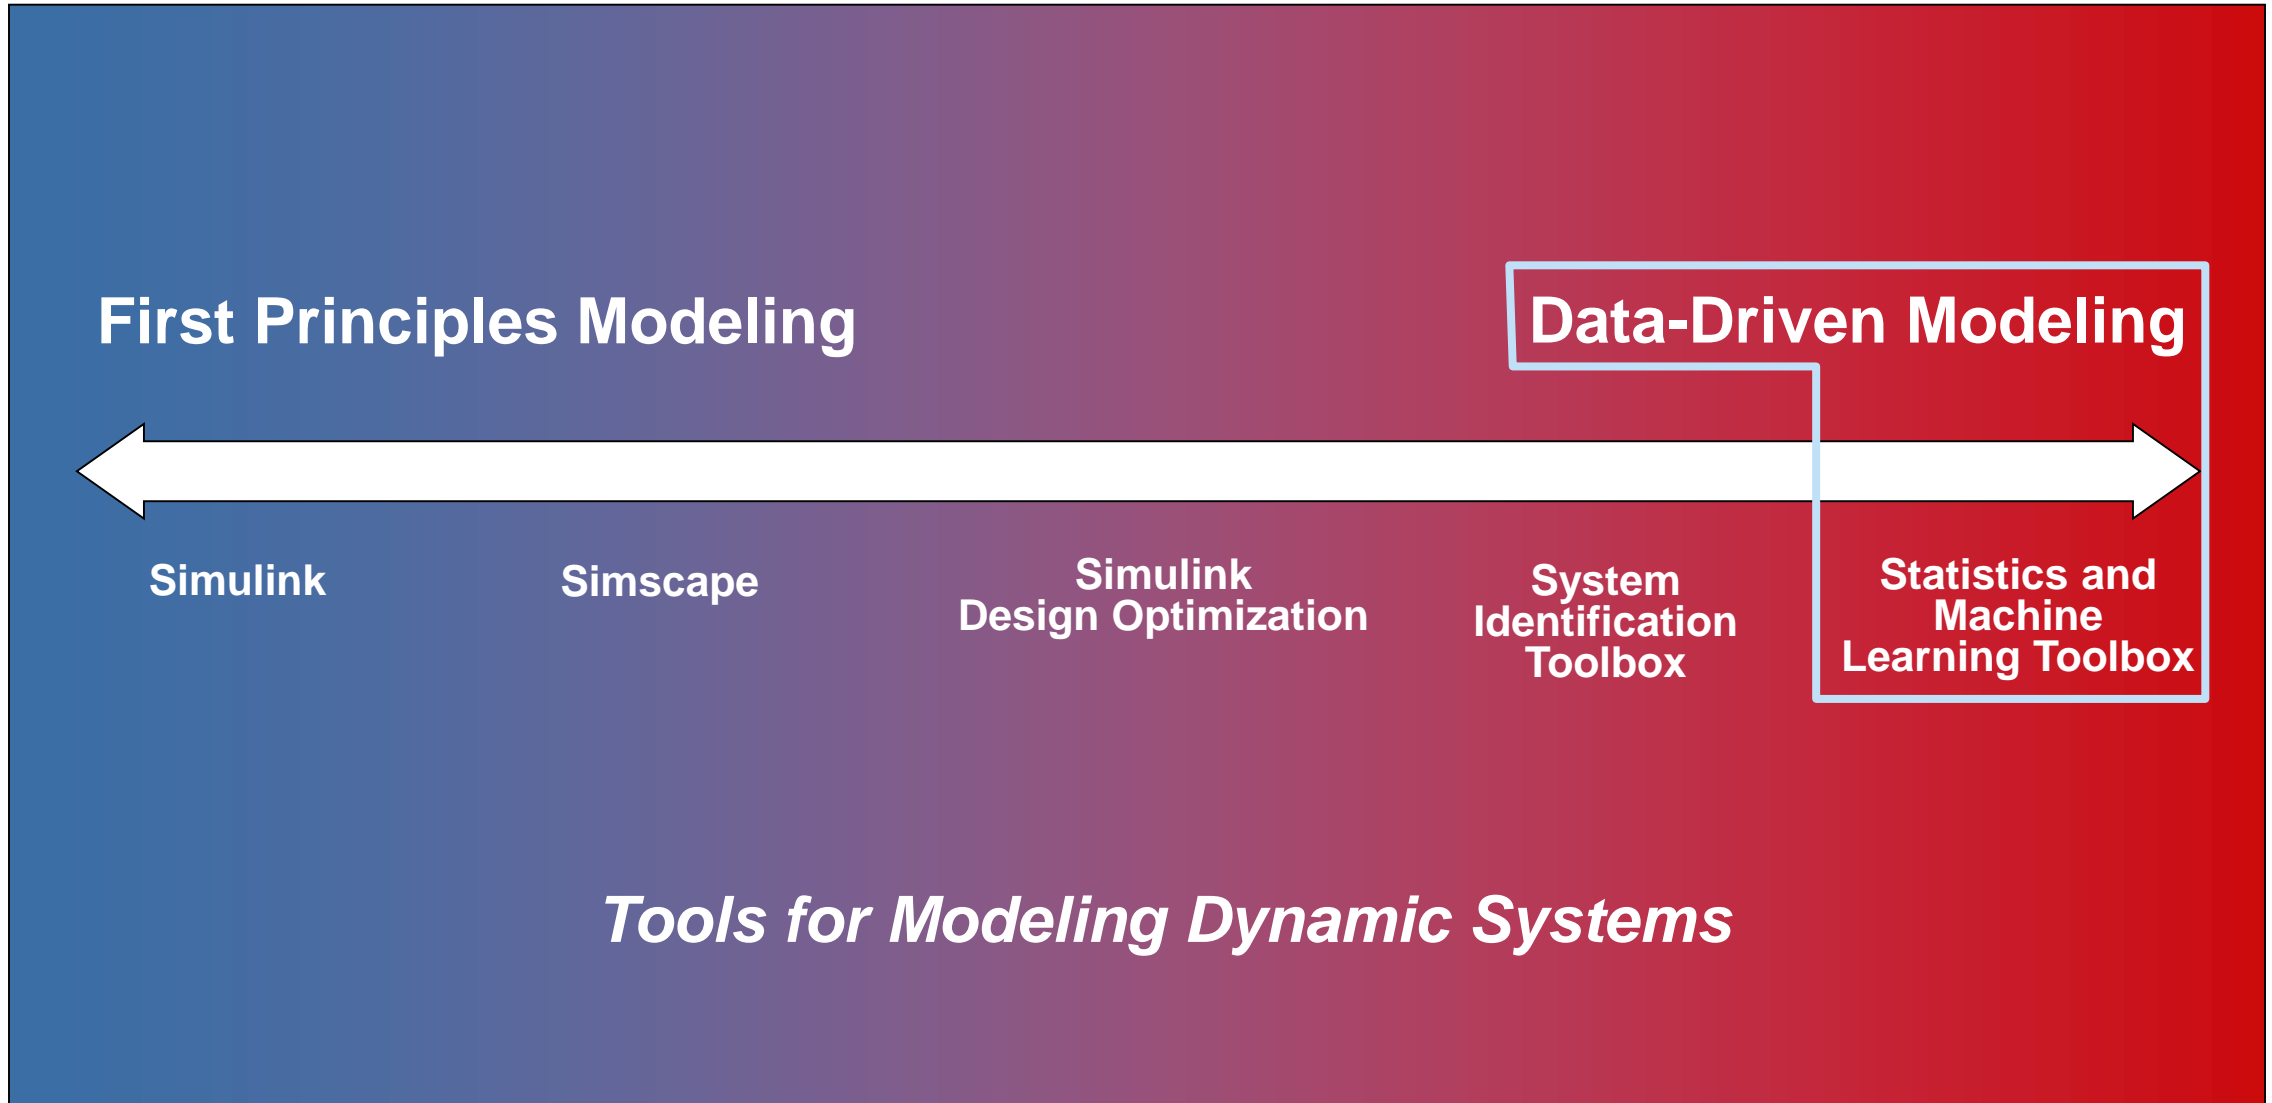 First Principles Modeling
Data-Driven Modeling
Simulink
Simscape
Simulink
Design Optimization
System
Identification
Toolbox
Statistics and
Machine
Learning Toolbox
Tools for Modeling Dynamic Systems